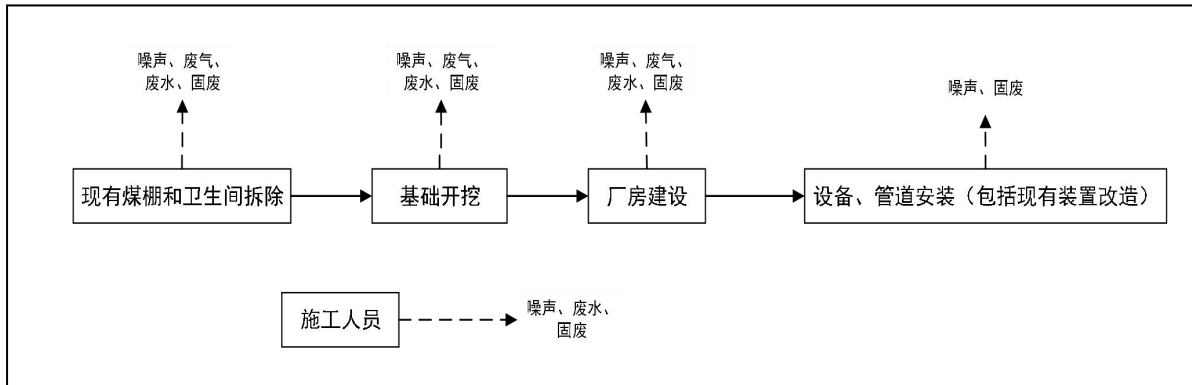 噪声、废气、
废水、固废
噪声、废气、
废水、固废
噪声、废气、
废水、固废
噪声、固废
现有煤棚和卫生间拆除
基础开挖
厂房建设
设备、管道安装（包括现有装置改造）
施工人员
噪声、废水、
固废